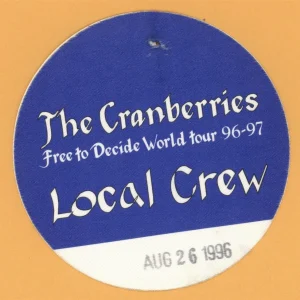 The Cranberries
Free to Decide World tour 96-97
Local Crew
AUG 26 1996